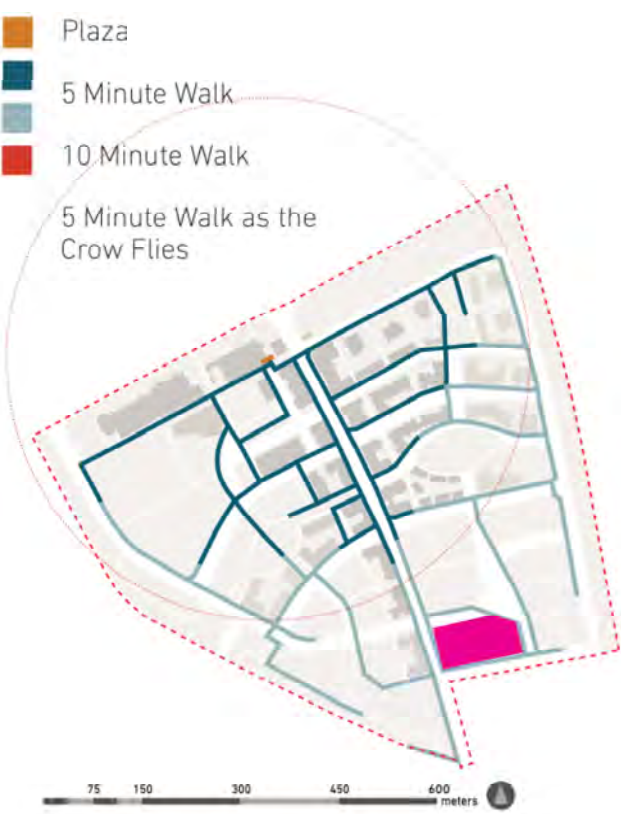 Plaza
5 Minute Walk
10 Minute Walk
5 Minute Walk as the
Crow Flies
75 150 300 450 600
meters